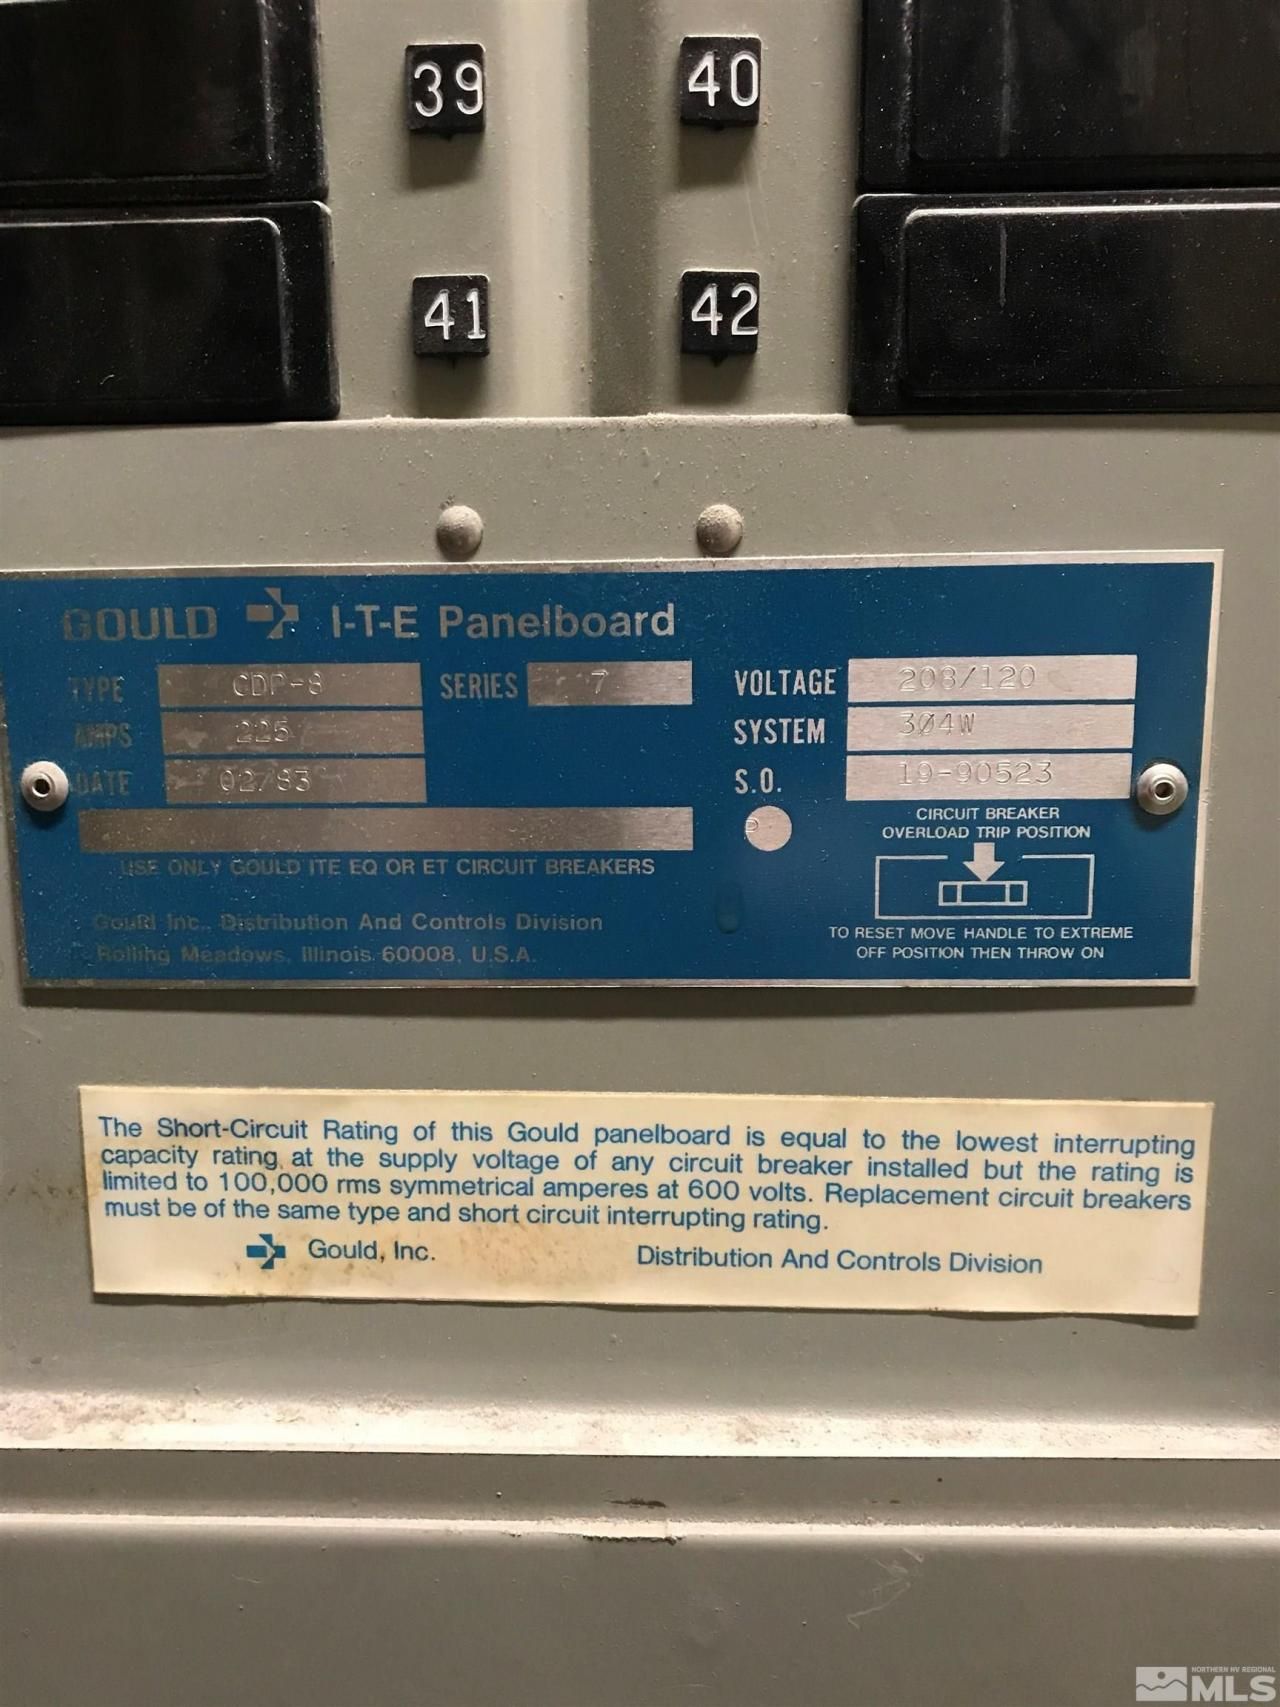 39 40
41 42
GOULD I-T-E Panelboard
TYPE CDP-8 SERIES 7 VOLTAGE 208/120
AMPS 225 SYSTEM 3Ø4W
DATE 02/83 S.O. 19-90523
P
CIRCUIT BREAKER
OVERLOAD TRIP POSITION
USE ONLY GOULD ITE EQ OR ET CIRCUIT BREAKERS
Gould Inc., Distribution And Controls Division
Rolling Meadows, Illinois 60008, U.S.A.
TO RESET MOVE HANDLE TO EXTREME
OFF POSITION THEN THROW ON
The Short-Circuit Rating of this Gould panelboard is equal to the lowest interrupting
capacity rating at the supply voltage of any circuit breaker installed but the rating is
limited to 100,000 rms symmetrical amperes at 600 volts. Replacement circuit breakers
must be of the same type and short circuit interrupting rating.
Gould, Inc. Distribution And Controls Division
NORTHERN NV REGIONAL
MLS